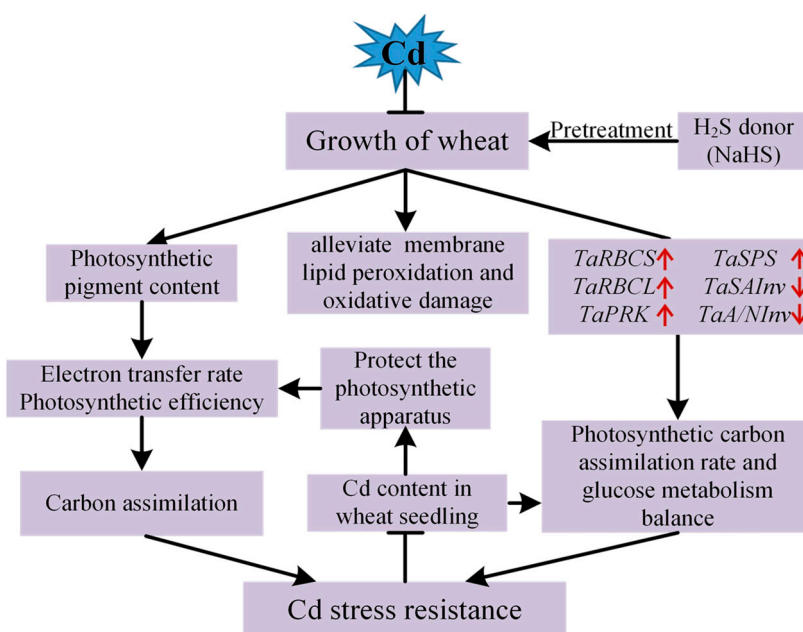 Cd
Growth of wheat
Pretreatment
H₂S donor
(NaHS)
Photosynthetic
pigment content
alleviate membrane
lipid peroxidation and
oxidative damage
TaRBCS↑ TaSPS↑
TaRBCL↑ TaSAInv↓
TaPRK↑ TaA/NInv↓
Electron transfer rate
Photosynthetic efficiency
Protect the
photosynthetic
apparatus
Photosynthetic carbon
assimilation rate and
glucose metabolism
balance
Carbon assimilation
Cd content in
wheat seedling
Cd stress resistance